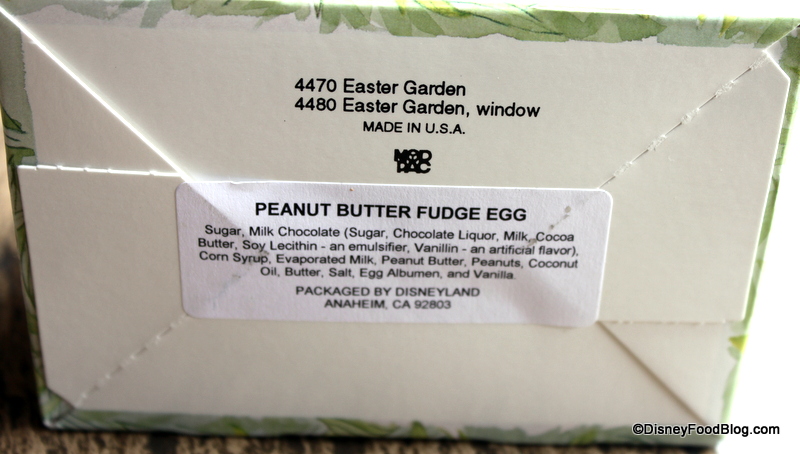 4470 Easter Garden
4480 Easter Garden, window
MADE IN U.S.A.
MOD
PAC
PEANUT BUTTER FUDGE EGG
Sugar, Milk Chocolate (Sugar, Chocolate Liquor, Milk, Cocoa
Butter, Soy Lecithin - an emulsifier, Vanillin - an artificial flavor),
Corn Syrup, Evaporated Milk, Peanut Butter, Peanuts, Coconut
Oil, Butter, Salt, Egg Albumen, and Vanilla.
PACKAGED BY DISNEYLAND
ANAHEIM, CA 92803
©DisneyFoodBlog.com